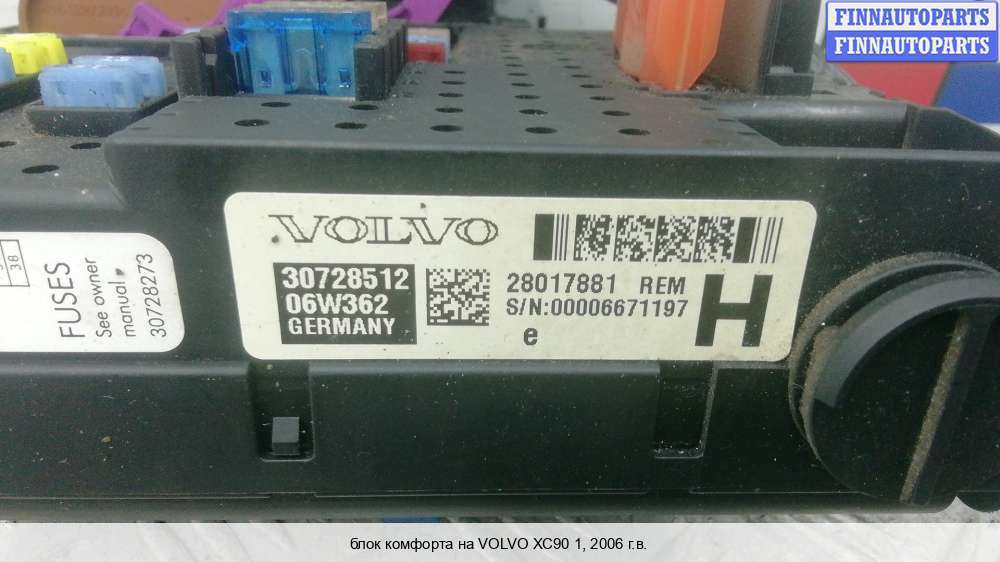 FINNAUTOPARTS
FINNAUTOPARTS
VOLVO
30728512
06W362
GERMANY
28017881 REM
S/N:00006671197
e
H
38
FUSES
See owner
manual
30728273
блок комфорта на VOLVO XC90 1, 2006 г.в.